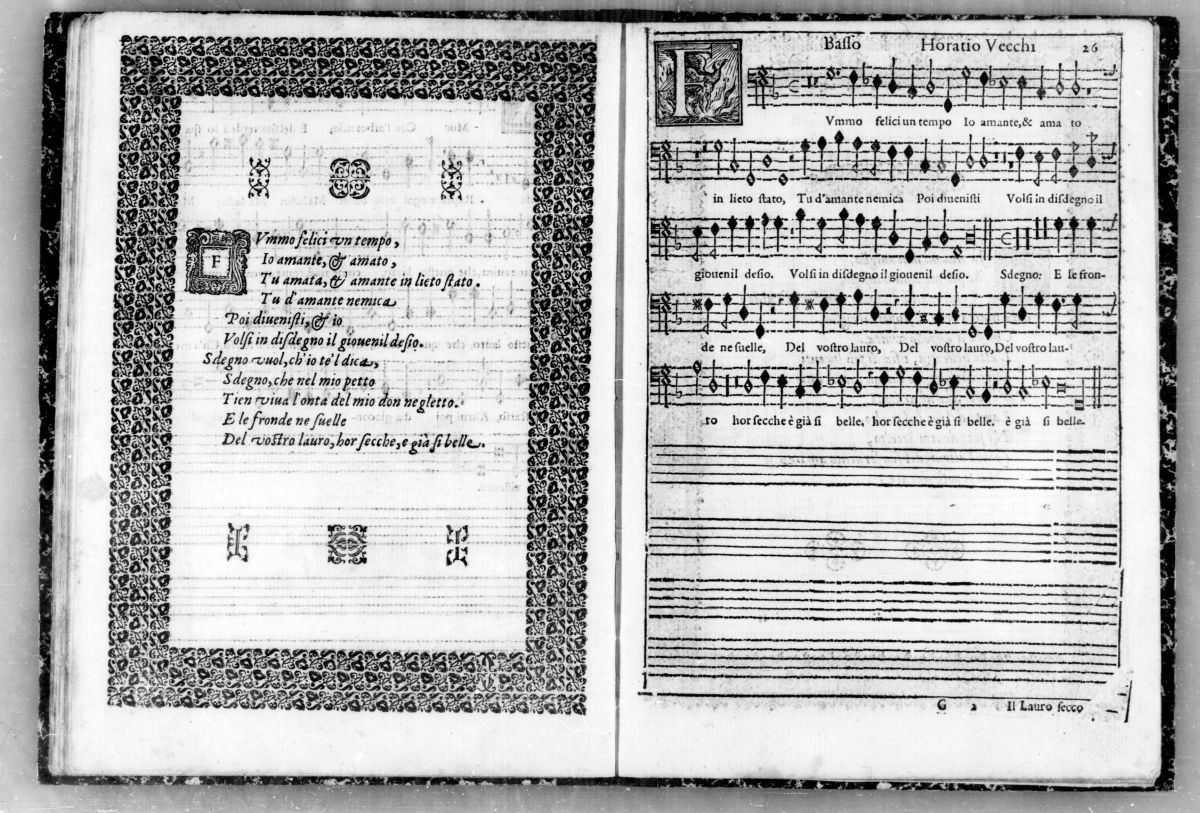 FVmmo felici vn tempo,
Io amante, & amato,
Tu amata, & amante in lieto stato.
Tu d'amante nemica
Poi diuenisti, & io
Volsi in disdegno il giouenil desio.
Sdegno vuol, ch'io te'l dica,
Sdegno, che nel mio petto
Tien viua l'onta del mio don negletto.
E le fronde ne suelle
Del vostro lauro, hor secche, e già si belle.
Basso Horatio Vecchi 26
FVmmo felici un tempo Io amante, & ama to
in lieto stato, Tu d'amante nemica Poi diuenisti Volsi in disdegno il
giouenil desio. Volsi in disdegno il giouenil desio. Sdegno: E le fron-
de ne suelle, Del vostro lauro, Del vostro lauro, Del vostro lau-
ro hor secche è già si belle, hor secche è già si belle. è già si belle.
G 2 Il Lauro secco